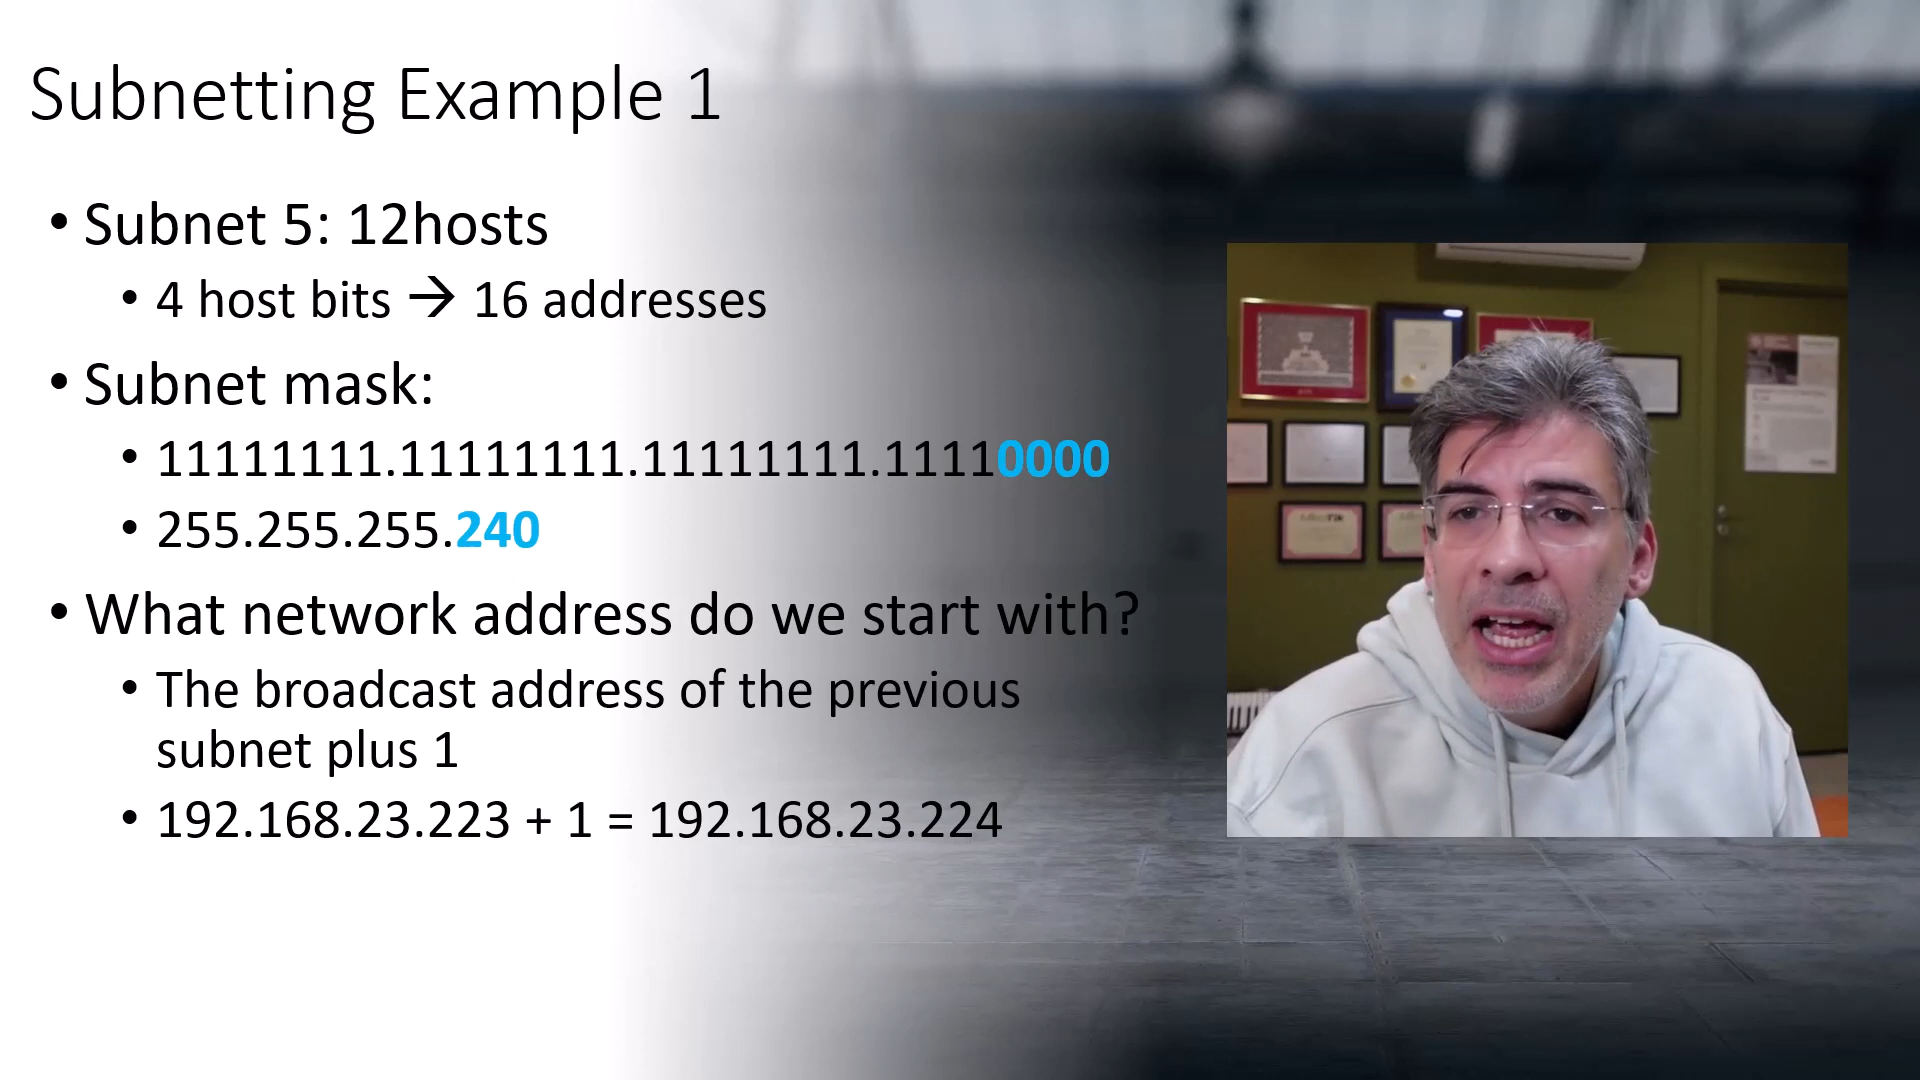 Subnetting Example 1
• Subnet 5: 12hosts
• 4 host bits → 16 addresses
• Subnet mask:
• 11111111.11111111.11111111.11110000
• 255.255.255.240
• What network address do we start with?
• The broadcast address of the previous
subnet plus 1
• 192.168.23.223 + 1 = 192.168.23.224